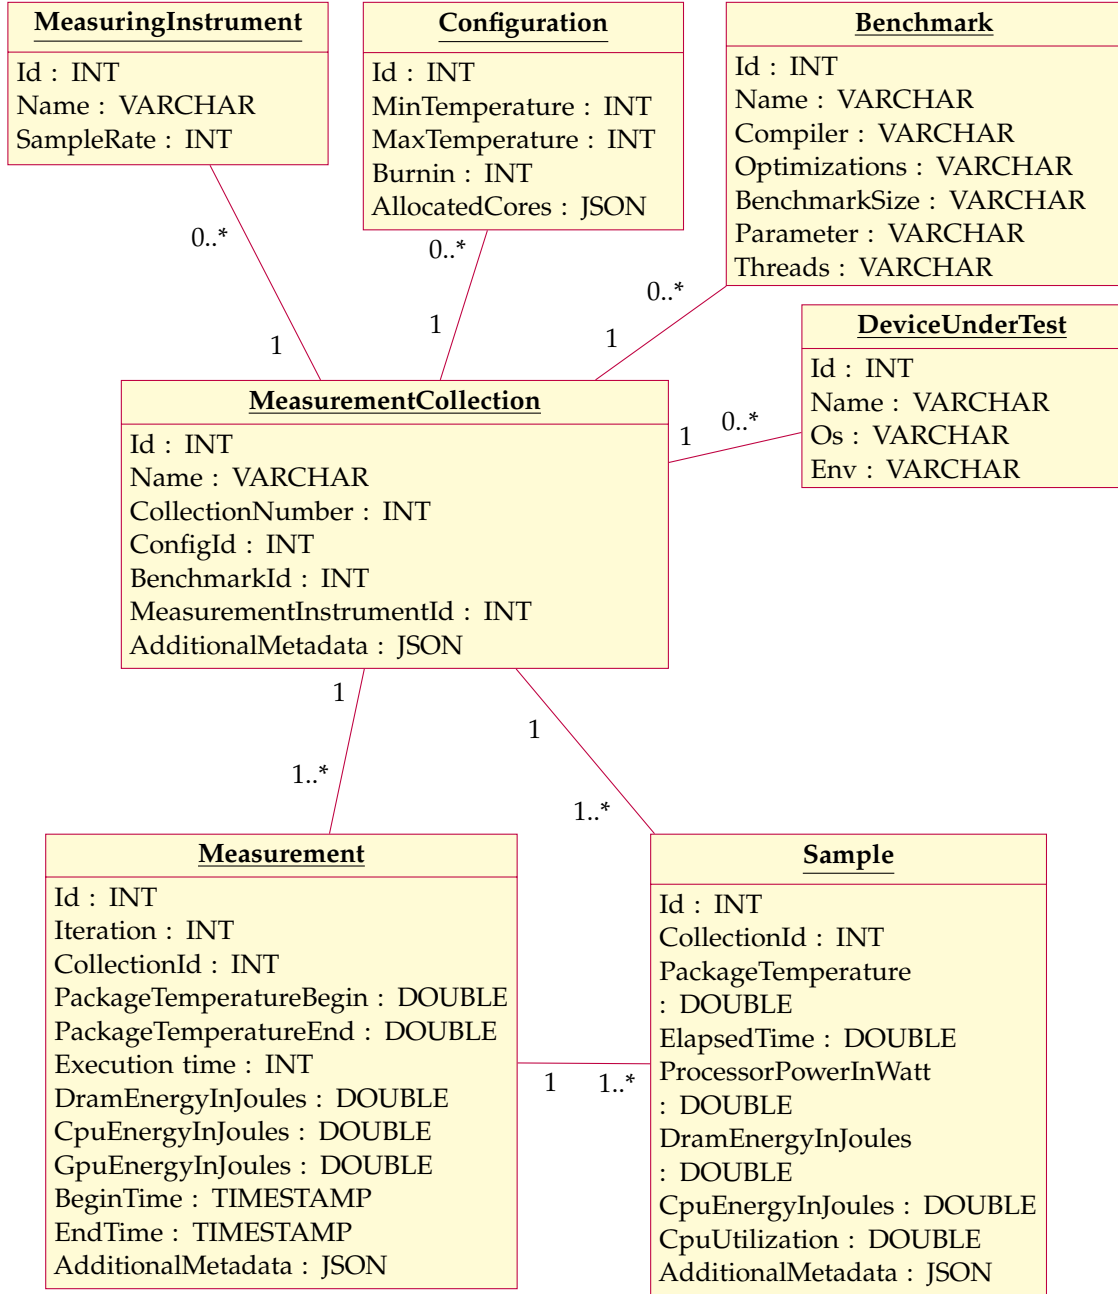 MeasuringInstrument
Id : INT
Name : VARCHAR
SampleRate : INT
Configuration
Id : INT
MinTemperature : INT
MaxTemperature : INT
Burnin : INT
AllocatedCores : JSON
Benchmark
Id : INT
Name : VARCHAR
Compiler : VARCHAR
Optimizations : VARCHAR
BenchmarkSize : VARCHAR
Parameter : VARCHAR
Threads : VARCHAR
0..*
1
0..*
1
0..*
1
DeviceUnderTest
Id : INT
Name : VARCHAR
Os : VARCHAR
Env : VARCHAR
1
0..*
MeasurementCollection
Id : INT
Name : VARCHAR
CollectionNumber : INT
ConfigId : INT
BenchmarkId : INT
MeasurementInstrumentId : INT
AdditionalMetadata : JSON
1
1..*
1
1..*
Measurement
Id : INT
Iteration : INT
CollectionId : INT
PackageTemperatureBegin : DOUBLE
PackageTemperatureEnd : DOUBLE
Execution time : INT
DramEnergyInJoules : DOUBLE
CpuEnergyInJoules : DOUBLE
GpuEnergyInJoules : DOUBLE
BeginTime : TIMESTAMP
EndTime : TIMESTAMP
AdditionalMetadata : JSON
1
1..*
Sample
Id : INT
CollectionId : INT
PackageTemperature
: DOUBLE
ElapsedTime : DOUBLE
ProcessorPowerInWatt
: DOUBLE
DramEnergyInJoules
: DOUBLE
CpuEnergyInJoules : DOUBLE
CpuUtilization : DOUBLE
AdditionalMetadata : JSON